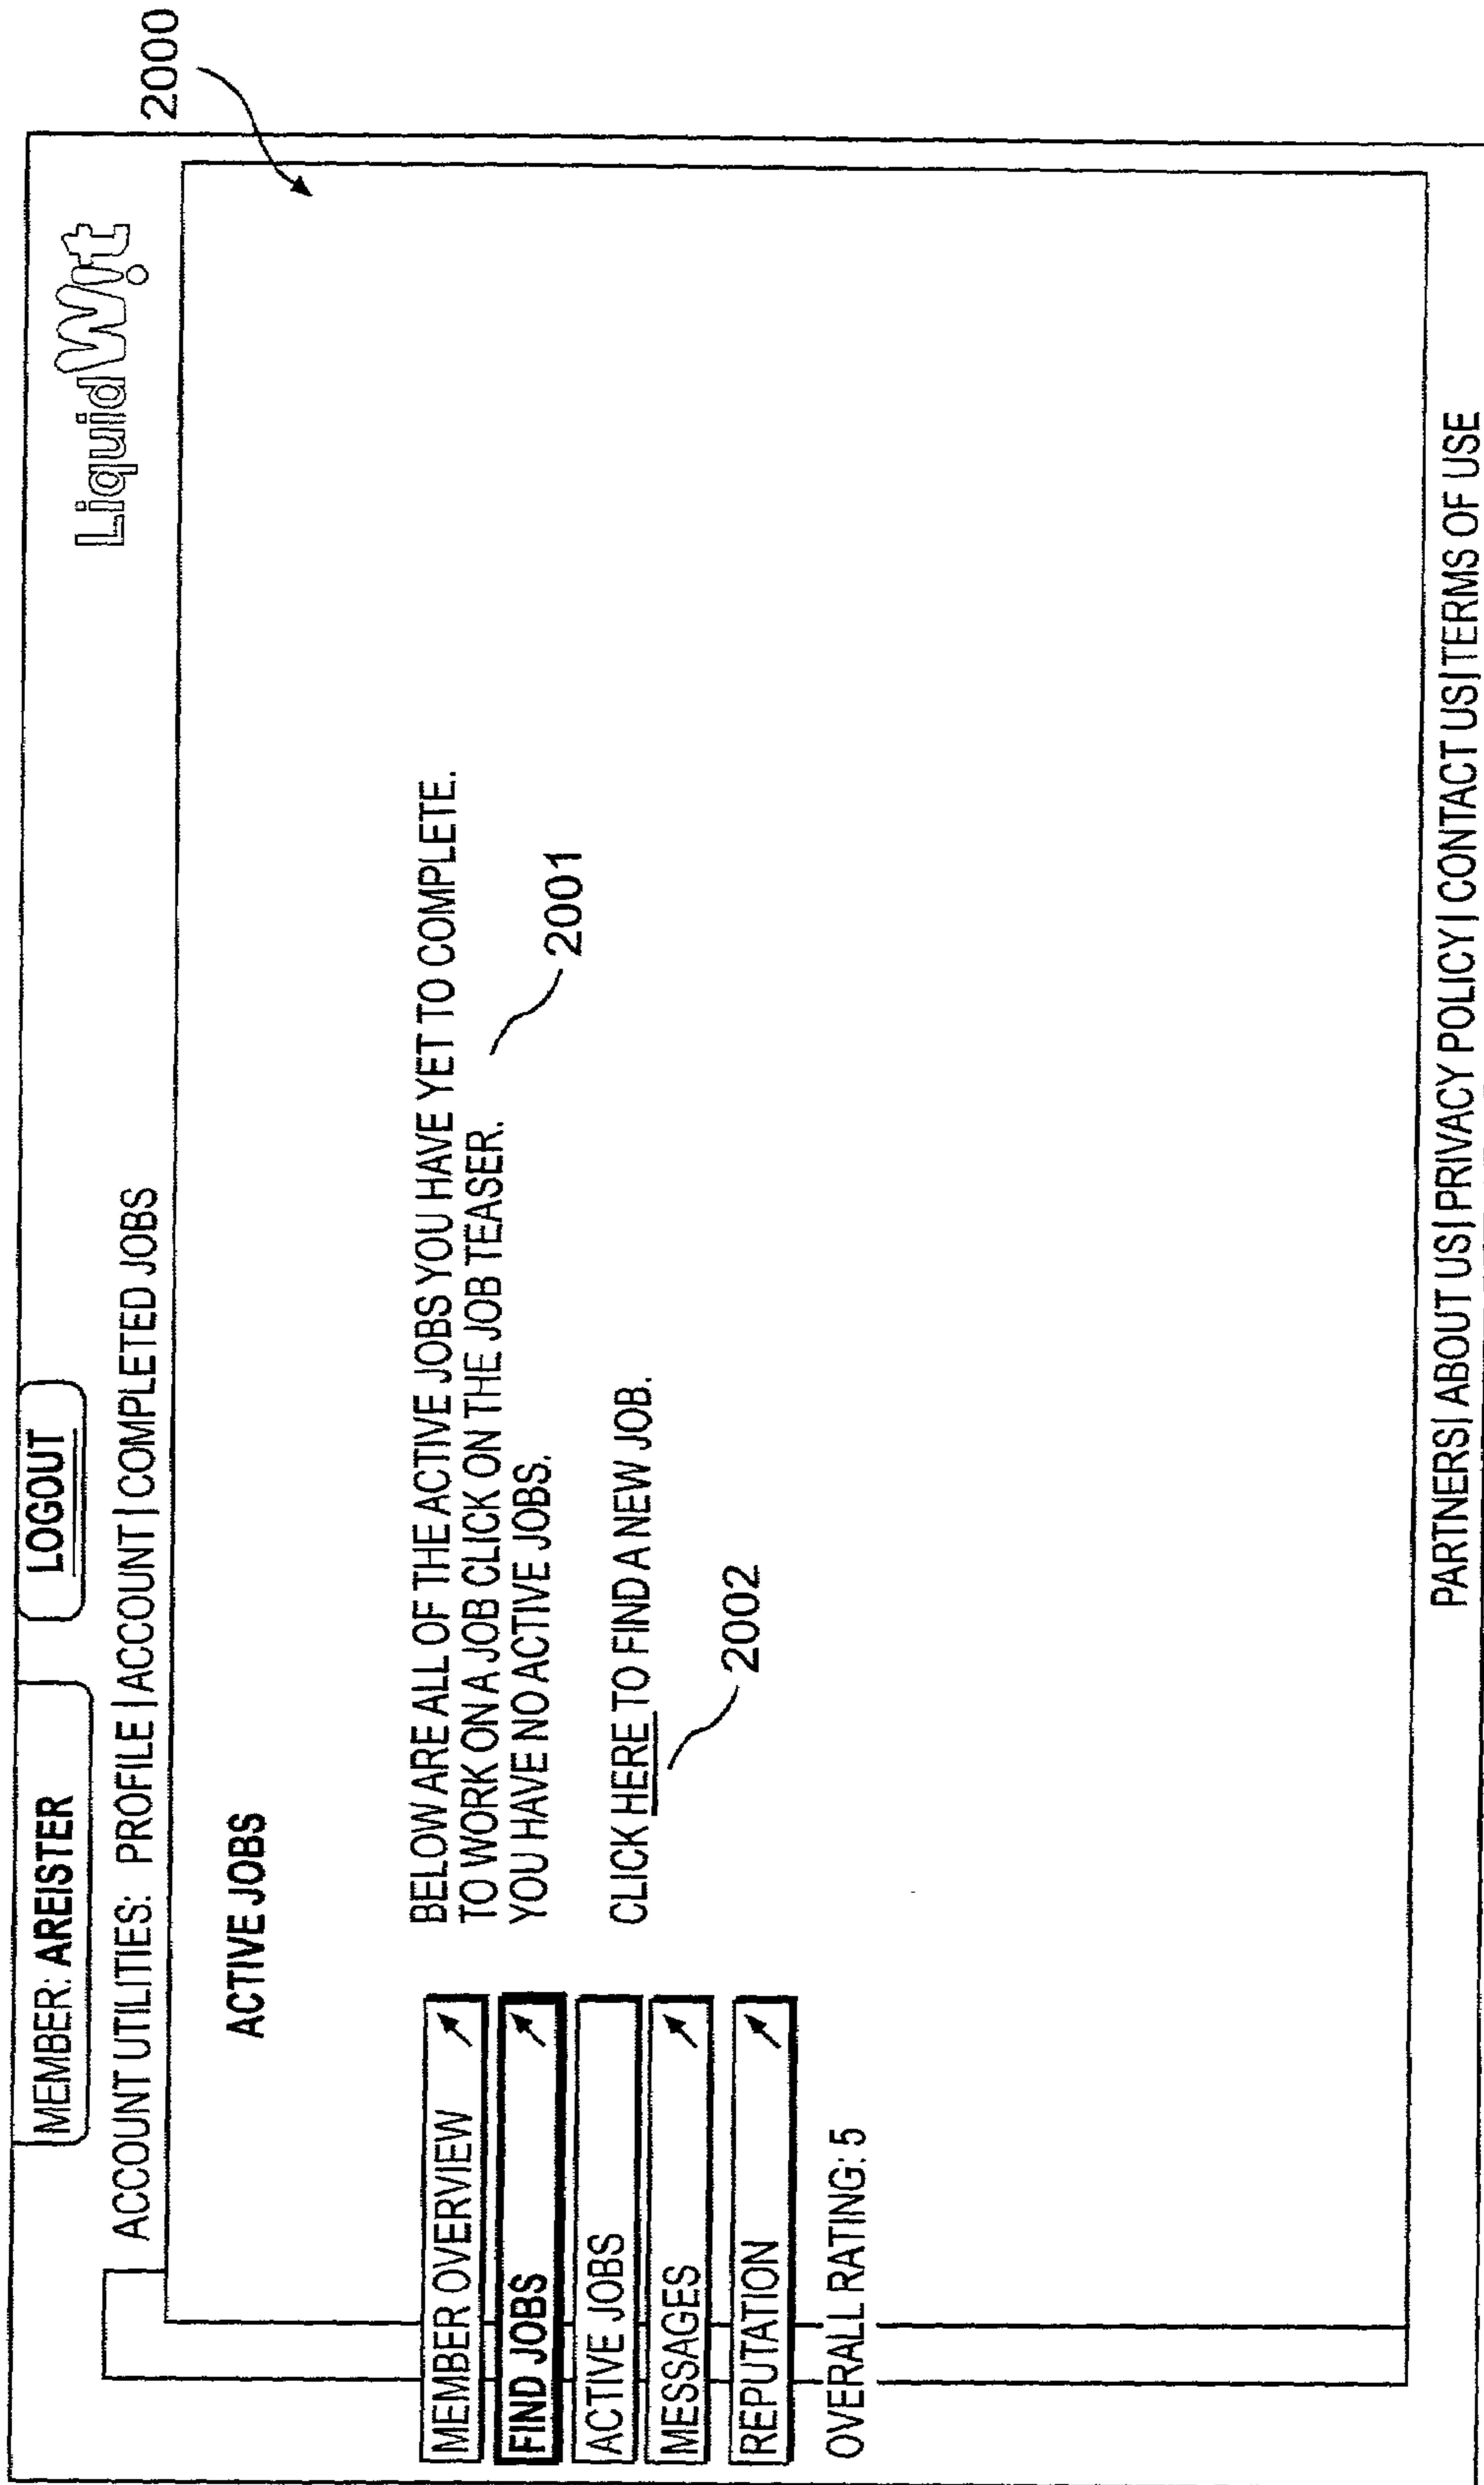 2000
MEMBER: AREISTER
LOGOUT
LiquidWit
ACCOUNT UTILITIES: PROFILE | ACCOUNT | COMPLETED JOBS
ACTIVE JOBS
MEMBER OVERVIEW
FIND JOBS
ACTIVE JOBS
MESSAGES
REPUTATION
OVERALL RATING: 5
BELOW ARE ALL OF THE ACTIVE JOBS YOU HAVE YET TO COMPLETE.
TO WORK ON A JOB CLICK ON THE JOB TEASER.
YOU HAVE NO ACTIVE JOBS.
2001
CLICK HERE TO FIND A NEW JOB.
2002
PARTNERS| ABOUT US| PRIVACY POLICY| CONTACT US| TERMS OF USE